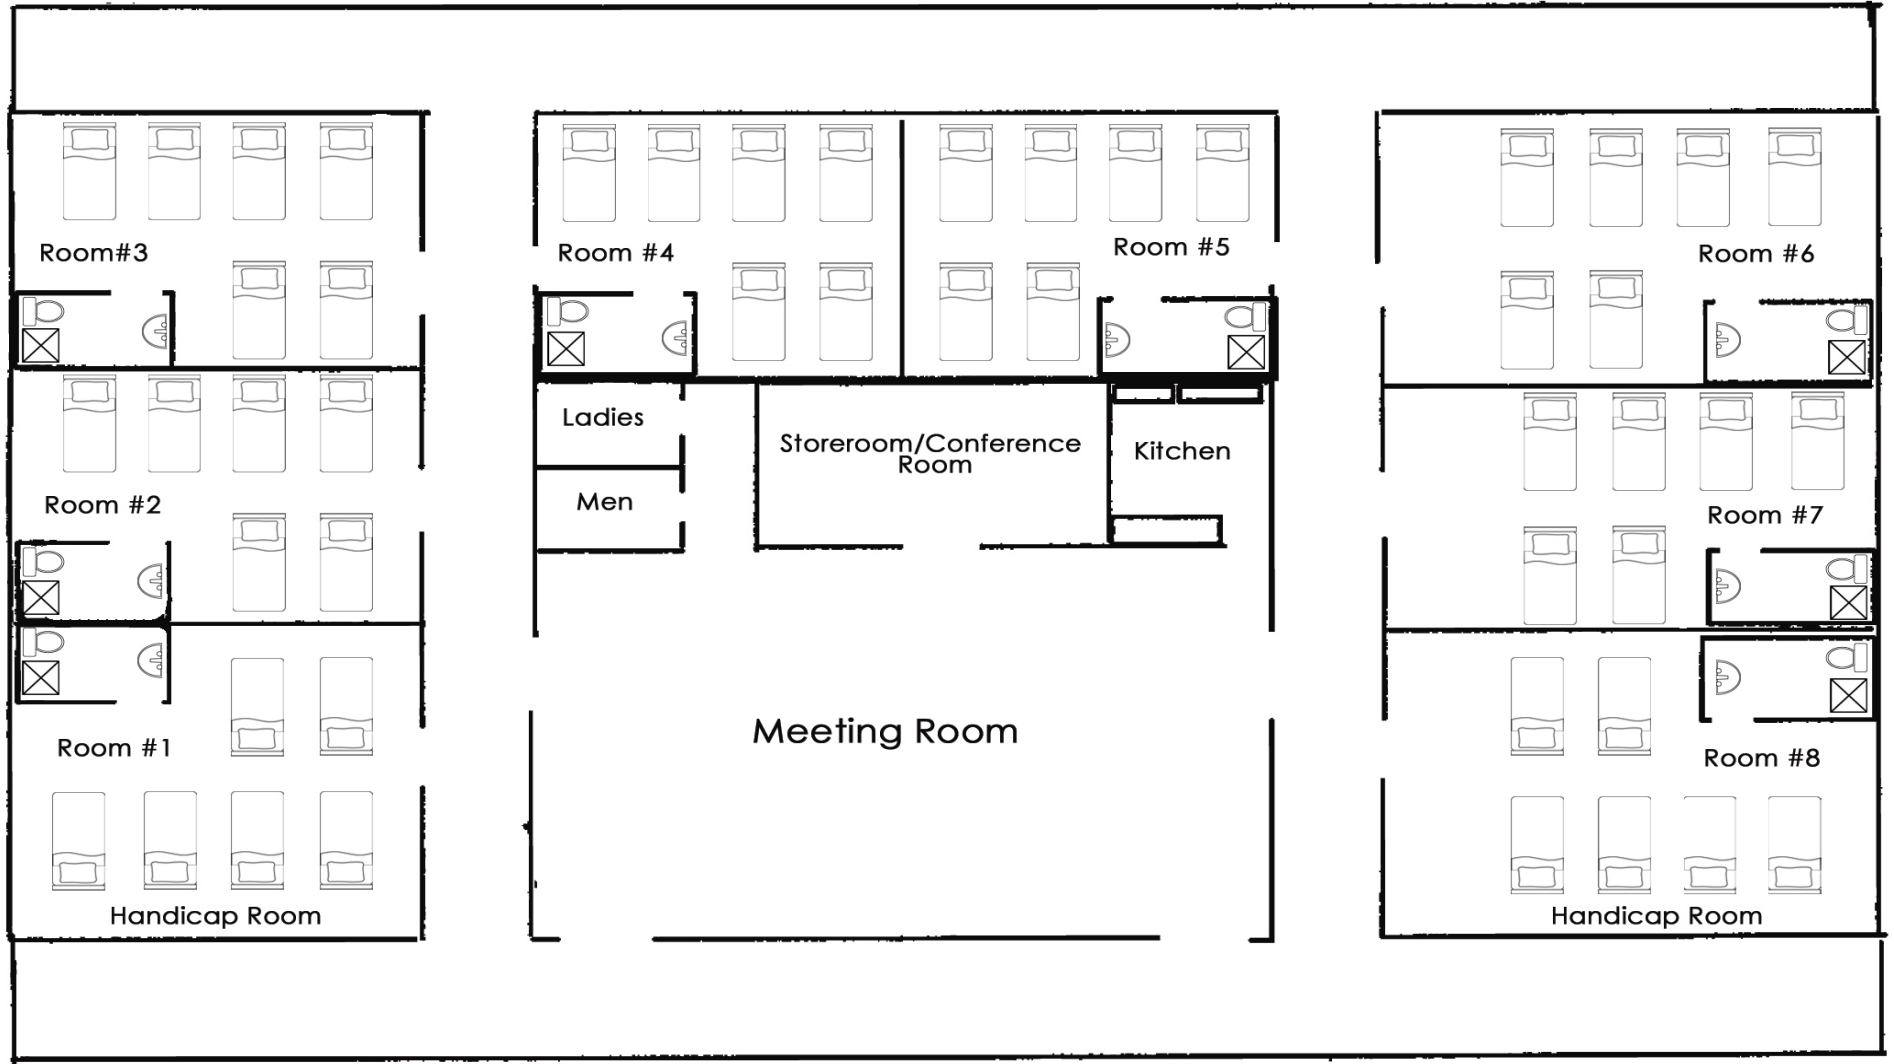 Room#3
Room #4
Room #5
Room #6
Ladies
Storeroom/Conference
Room
Kitchen
Men
Room #2
Room #7
Meeting Room
Room #1
Room #8
Handicap Room
Handicap Room